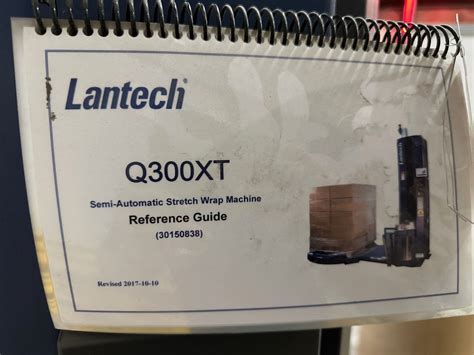 Lantech
Q300XT
Semi-Automatic Stretch Wrap Machine
Reference Guide
(30150838)
Revised 2017-10-10